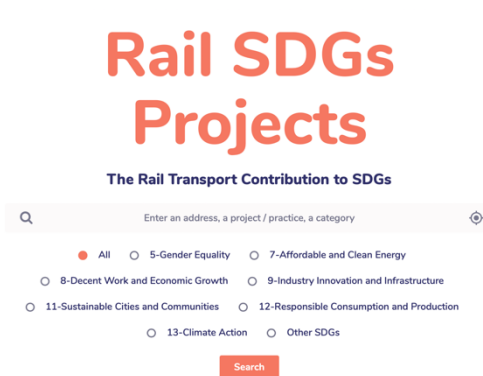 Rail SDGs
Projects
The Rail Transport Contribution to SDGs
Enter an address, a project / practice, a category
All 5-Gender Equality 7-Affordable and Clean Energy
8-Decent Work and Economic Growth 9-Industry Innovation and Infrastructure
11-Sustainable Cities and Communities 12-Responsible Consumption and Production
13-Climate Action Other SDGs
Search